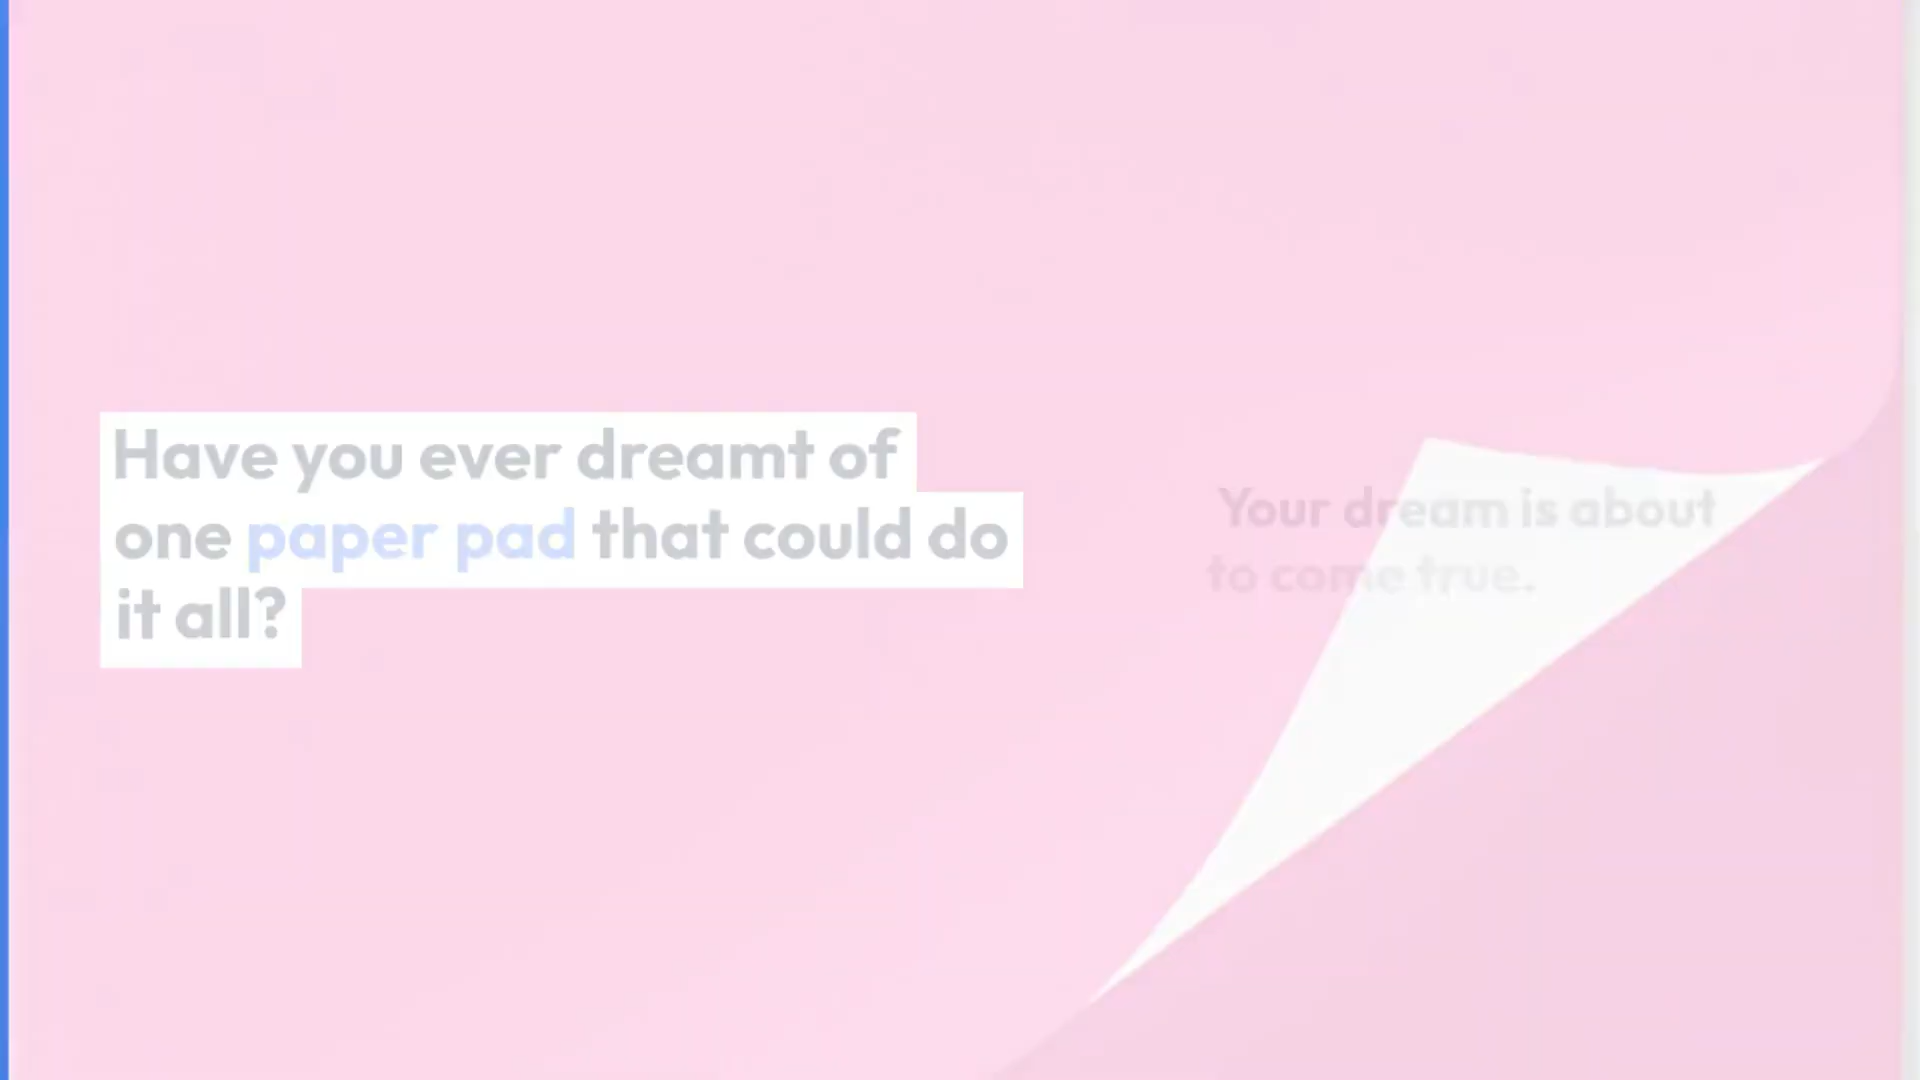 Have you ever dreamt of
one paper pad that could do
it all?
Your dream is about
to come true.